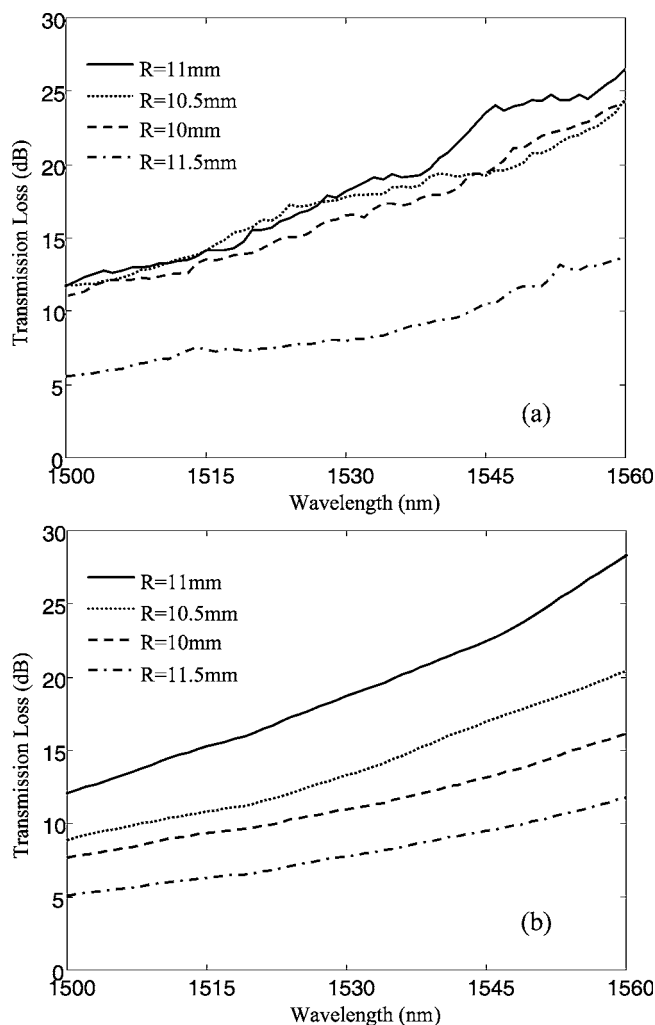 30
25
20
15
10
5
0
Transmission Loss (dB)
R=11mm
R=10.5mm
R=10mm
R=11.5mm
(a)
1500 1515 1530 1545 1560
Wavelength (nm)
30
25
20
15
10
5
0
Transmission Loss (dB)
R=11mm
R=10.5mm
R=10mm
R=11.5mm
(b)
1500 1515 1530 1545 1560
Wavelength (nm)